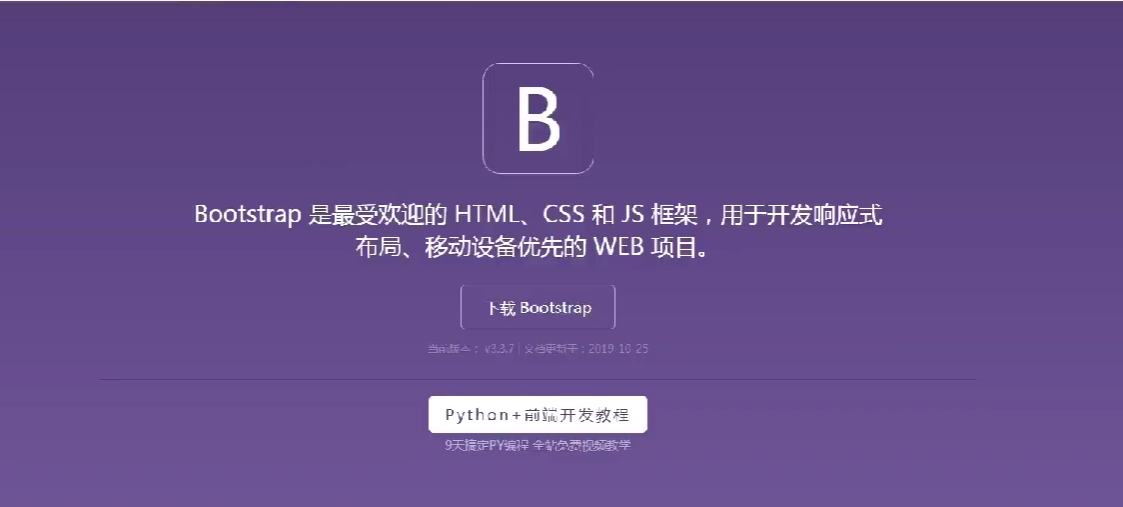 B
Bootstrap 是最受欢迎的 HTML、CSS 和 JS 框架，用于开发响应式
布局、移动设备优先的 WEB 项目。
下载 Bootstrap
当前版本： v3.3.7 | 文档更新于：2019-10-25
Python+前端开发教程
9天搞定PY编程 全站免费视频教学